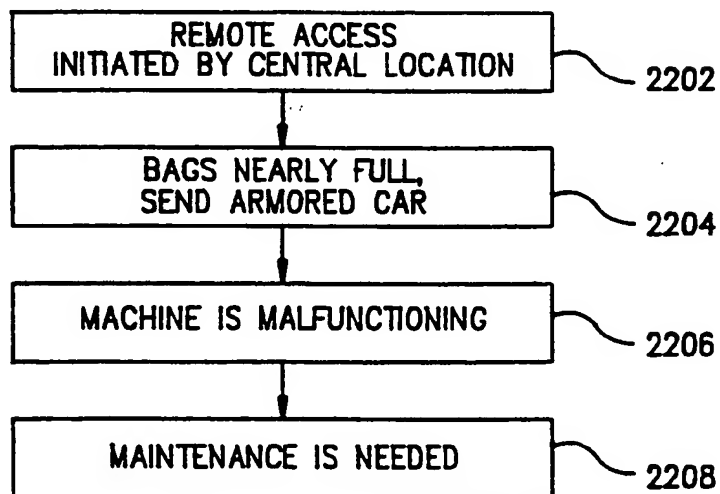 REMOTE ACCESS
INITIATED BY CENTRAL LOCATION
2202
BAGS NEARLY FULL,
SEND ARMORED CAR
2204
MACHINE IS MALFUNCTIONING
2206
MAINTENANCE IS NEEDED
2208